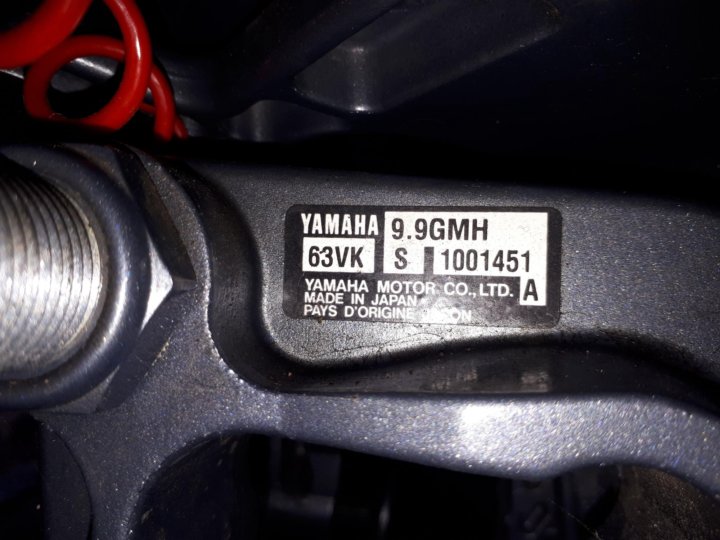 YAMAHA 9.9GMH
63VK S 1001451
YAMAHA MOTOR CO.,LTD. A
MADE IN JAPAN
PAYS D'ORIGINE